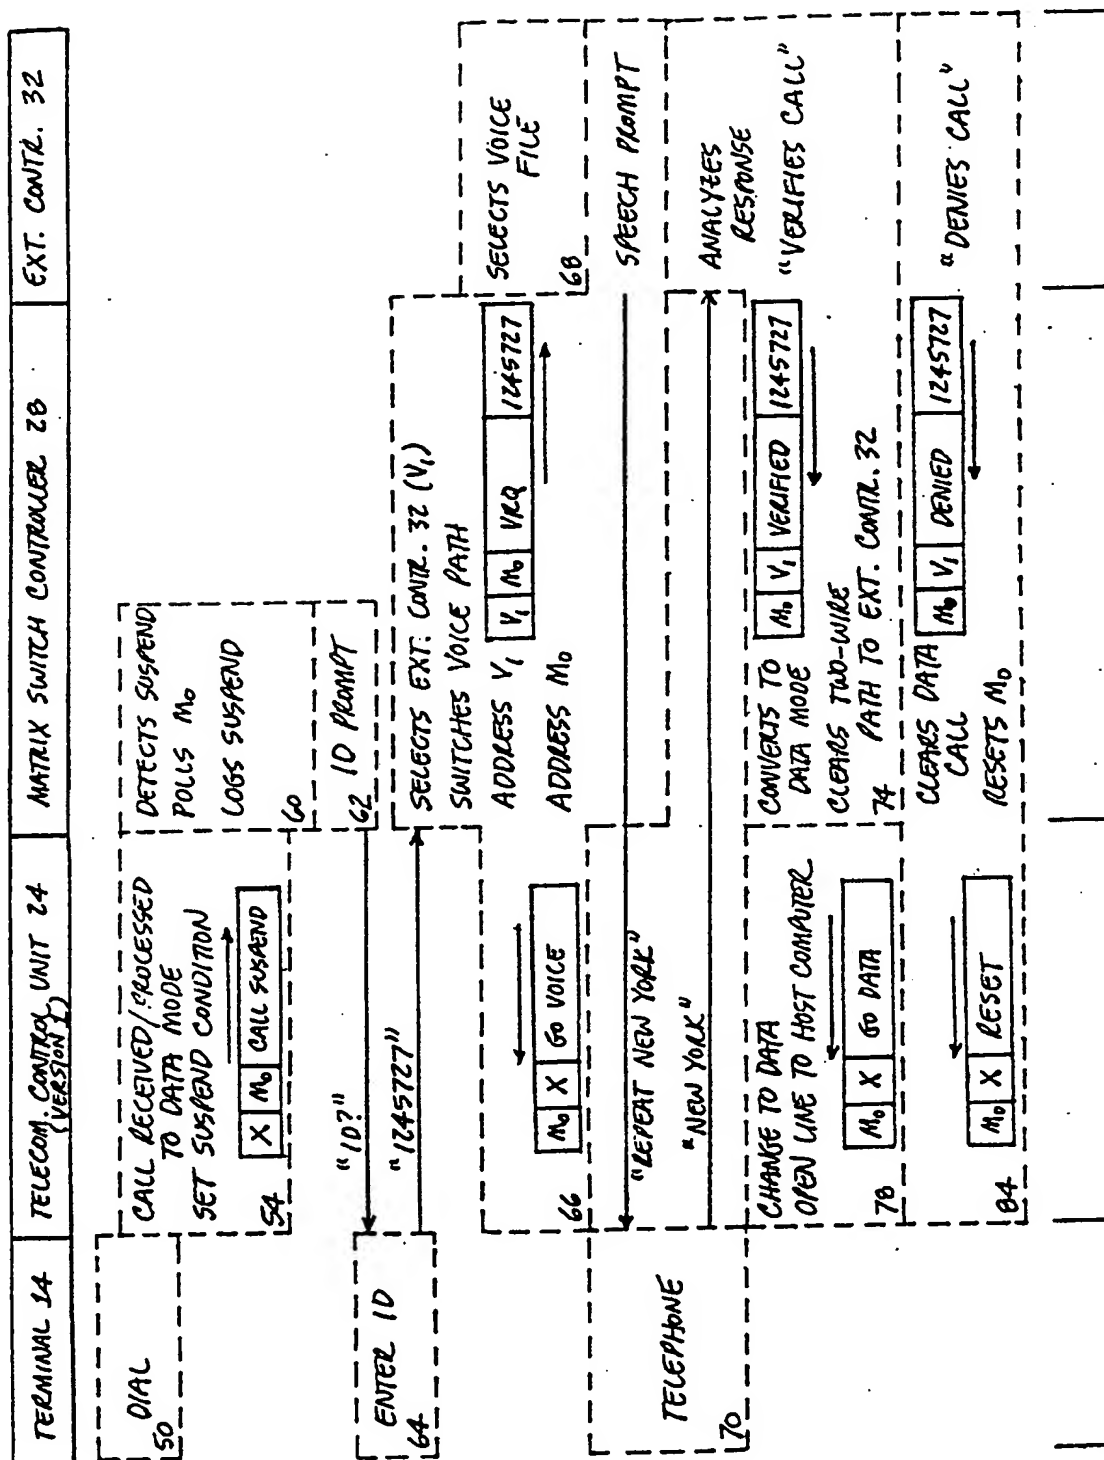 TERMINAL 14
TELECOM. CONTROL UNIT 24
(VERSION I)
MATRIX SWITCH CONTROLLER 28
EXT. CONTR. 32
DIAL
50
CALL RECEIVED/PROCESSED
TO DATA MODE
SET SUSPEND CONDITION
X M₀ CALL SUSPEND
54
DETECTS SUSPEND
POLLS M₀
LOGS SUSPEND
60
ID PROMPT
62
"ID?"
ENTER ID
64
"1245727"
SELECTS EXT. CONTR. 32 (V₁)
SWITCHES VOICE PATH
ADDRESS V₁
V₁ M₀ VRQ 1245727
ADDRESS M₀
SELECTS VOICE
FILE
68
M₀ X GO VOICE
66
SPEECH PROMPT
"REPEAT NEW YORK"
"NEW YORK"
TELEPHONE
70
ANALYZES
RESPONSE
"VERIFIES CALL"
M₀ V₁ VERIFIED 1245727
CONVERTS TO
DATA MODE
CLEARS TWO-WIRE
PATH TO EXT. CONTR. 32
74
CHANGE TO DATA
OPEN LINE TO HOST COMPUTER
M₀ X GO DATA
78
"DENIES CALL"
M₀ V₁ DENIED 1245727
CLEARS DATA
CALL
RESETS M₀
M₀ X RESET
84